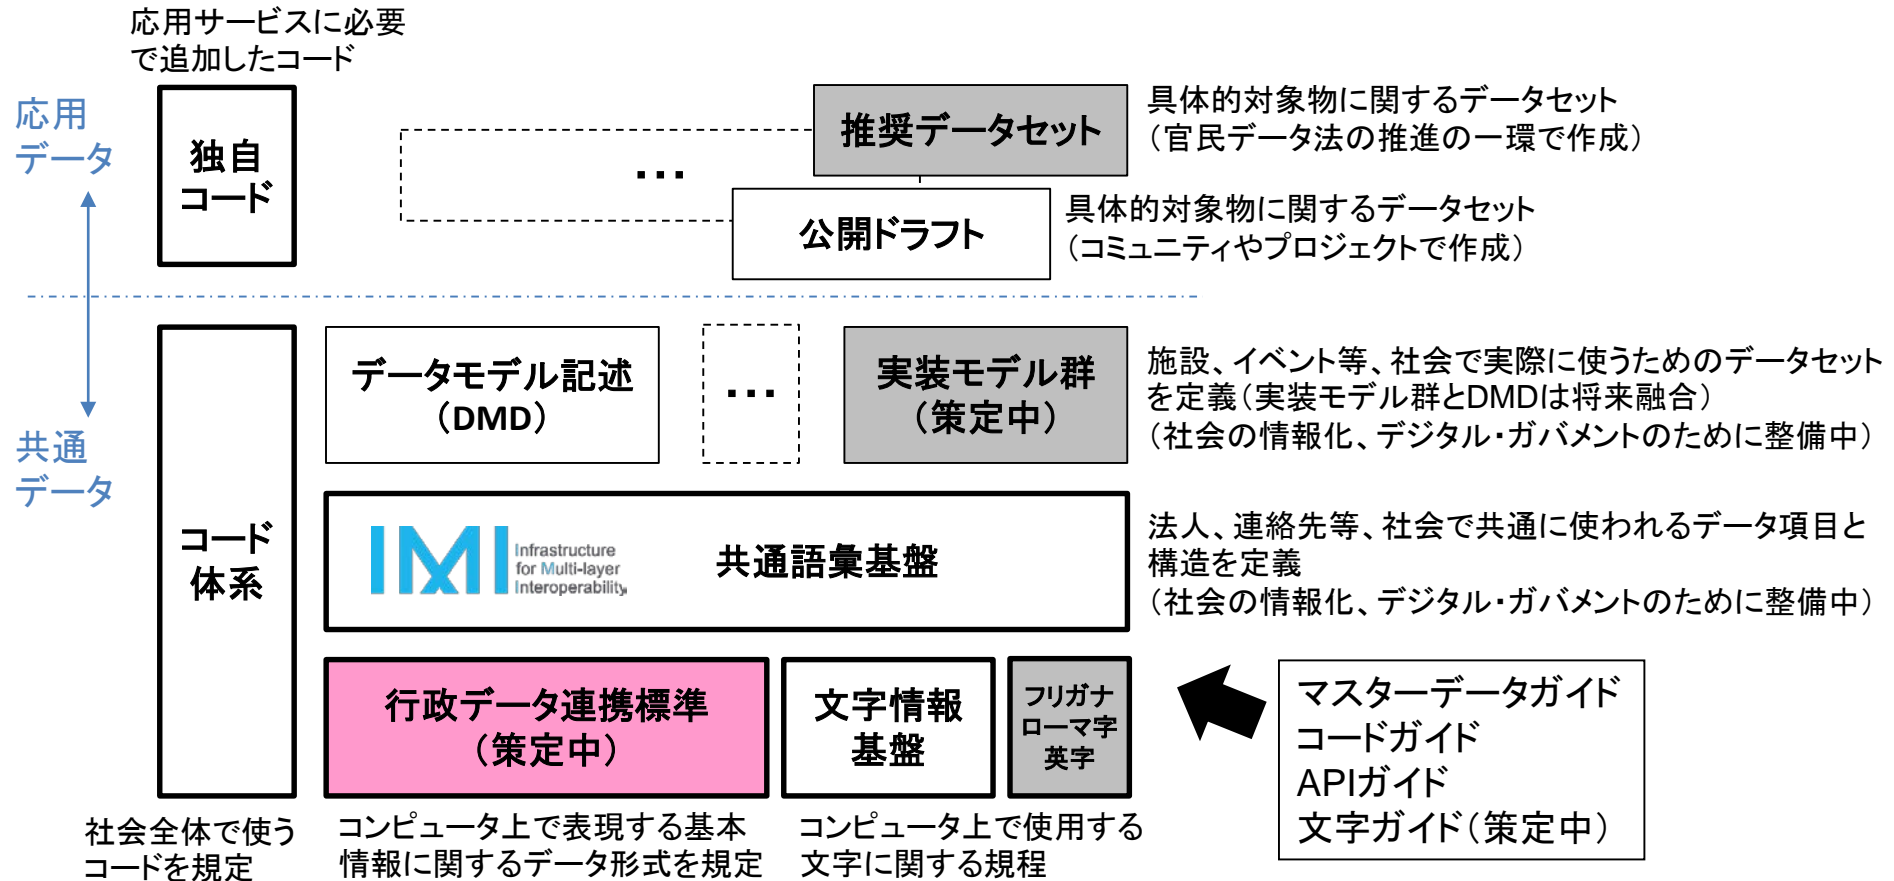 応用サービスに必要
で追加したコード
応用
データ
独自
コード
…
推奨データセット
具体的対象物に関するデータセット
（官民データ法の推進の一環で作成）
公開ドラフト
具体的対象物に関するデータセット
（コミュニティやプロジェクトで作成）
共通
データ
コード
体系
データモデル記述
（DMD）
…
実装モデル群
（策定中）
施設、イベント等、社会で実際に使うためのデータセット
を定義（実装モデル群とDMDは将来融合）
（社会の情報化、デジタル・ガバメントのために整備中）
IMI
Infrastructure
for Multi-layer
Interoperability
共通語彙基盤
法人、連絡先等、社会で共通に使われるデータ項目と
構造を定義
（社会の情報化、デジタル・ガバメントのために整備中）
行政データ連携標準
（策定中）
文字情報
基盤
フリガナ
ローマ字
英字
マスターデータガイド
コードガイド
APIガイド
文字ガイド（策定中）
社会全体で使う
コードを規定
コンピュータ上で表現する基本
情報に関するデータ形式を規定
コンピュータ上で使用する
文字に関する規程